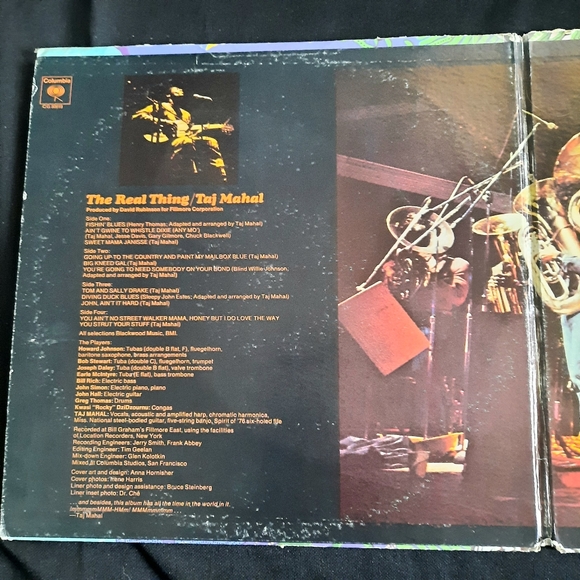 Columbia
The Real Thing/Taj Mahal
Produced by David Rubinson for Fillmore Corporation
Side One:
FISHIN' BLUES (Henry Thomas; Adapted and arranged by Taj Mahal)
AIN'T GWINE TO WHISTLE DIXIE (ANY MO')
(Taj Mahal, Jesse Davis, Gary Gilmore, Chuck Blackwell)
SWEET MAMA JANISSE (Taj Mahal)
Side Two:
GOING UP TO THE COUNTRY AND PAINT MY MAILBOX BLUE (Taj Mahal)
BIG KNEED GAL (Taj Mahal)
YOU'RE GOING TO NEED SOMEBODY ON YOUR BOND (Blind Willie Johnson,
Adapted and arranged by Taj Mahal)
Side Three:
TOM AND SALLY DRAKE (Taj Mahal)
DIVING DUCK BLUES (Sleepy John Estes; Adapted and arranged by Taj Mahal)
JOHN, AIN'T IT HARD (Taj Mahal)
Side Four:
YOU AIN'T NO STREET WALKER MAMA, HONEY BUT I DO LOVE THE WAY
YOU STRUT YOUR STUFF (Taj Mahal)
All selections Blackwood Music, BMI.
The Players:
Howard Johnson: Tubas (double B flat, F), fluegelhorn,
baritone saxophone, brass arrangements
Bob Stewart: Tuba (double C), fluegelhorn, trumpet
Joseph Daley: Tuba (double B flat), valve trombone
Earle McIntyre: Tuba (E flat), bass trombone
Bill Rich: Electric bass
John Simon: Electric piano, piano
John Hall: Electric guitar
Greg Thomas: Drums
Kwasi "Rocky" DziDzournu: Congas
TAJ MAHAL: Vocals, acoustic and amplified harp, chromatic harmonica,
Miss. National steel-bodied guitar, five-string banjo, Spirit of '76 six-holed fife
Recorded at Bill Graham's Fillmore East, using the facilities
of Location Recorders, New York
Recording Engineers: Jerry Smith, Frank Abbey
Editing Engineer: Tim Geelan
Mix-down Engineer: Glen Kolotkin
Mixed at Columbia Studios, San Francisco
Cover art and design: Anna Hornisher
Cover photos: Irene Harris
Liner photo and design assistance: Bruce Steinberg
Liner inset photo: Dr. Ché
...and besides, this album has all the time in the world in it...
—Taj Mahal